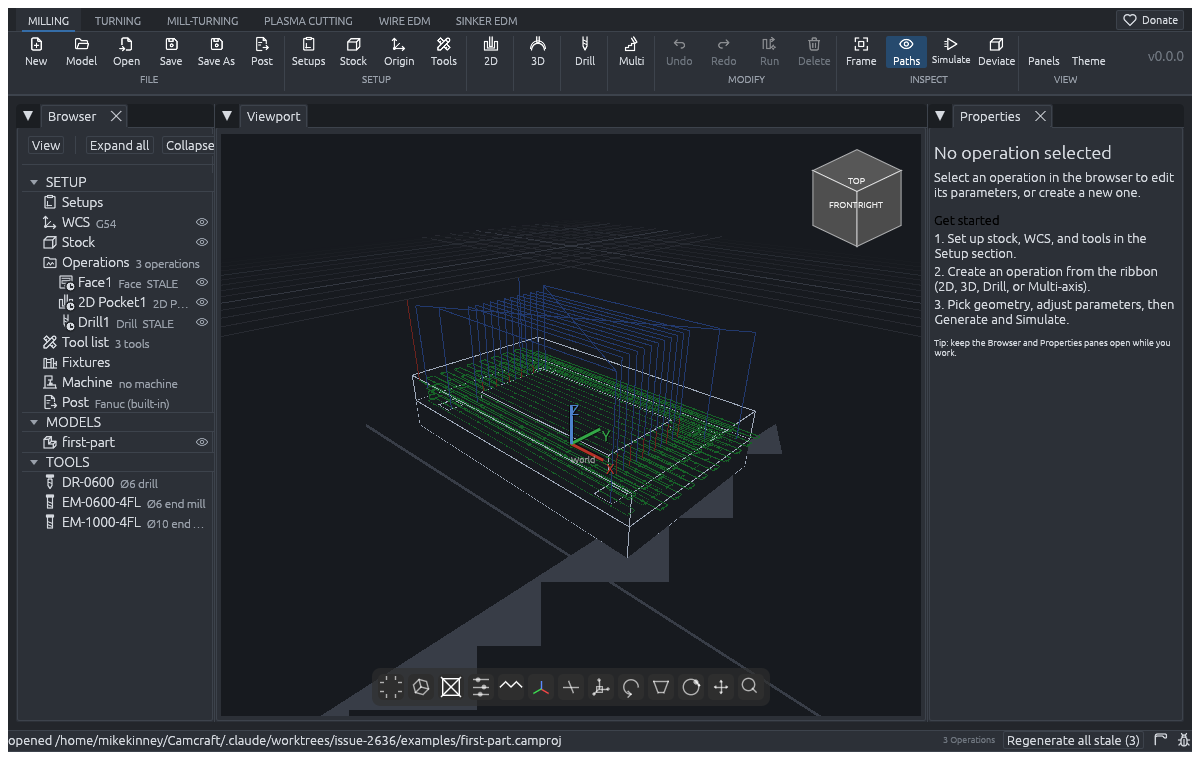 MILLING TURNING MILL-TURNING PLASMA CUTTING WIRE EDM SINKER EDM Donate
New Model Open Save Save As Post Setups Stock Origin Tools 2D 3D Drill Multi Undo Redo Run Delete Frame Paths Simulate Deviate Panels Theme v0.0.0
FILE SETUP MODIFY INSPECT VIEW
Browser Viewport Properties
View Expand all Collapse
SETUP
Setups
WCS G54
Stock
Operations 3 operations
Face1 Face STALE
2D Pocket1 2D P...
Drill1 Drill STALE
Tool list 3 tools
Fixtures
Machine no machine
Post Fanuc (built-in)
MODELS
first-part
TOOLS
DR-0600 Ø6 drill
EM-0600-4FL Ø6 end mill
EM-1000-4FL Ø10 end ...
TOP
FRONT RIGHT
Z
Y
World
X
No operation selected
Select an operation in the browser to edit
its parameters, or create a new one.
Get started
1. Set up stock, WCS, and tools in the
Setup section.
2. Create an operation from the ribbon
(2D, 3D, Drill, or Multi-axis).
3. Pick geometry, adjust parameters, then
Generate and Simulate.
Tip: keep the Browser and Properties panes open while you
work.
opened /home/mikekinney/Camcraft/.claude/worktrees/issue-2636/examples/first-part.camproj 3 Operations Regenerate all stale (3)